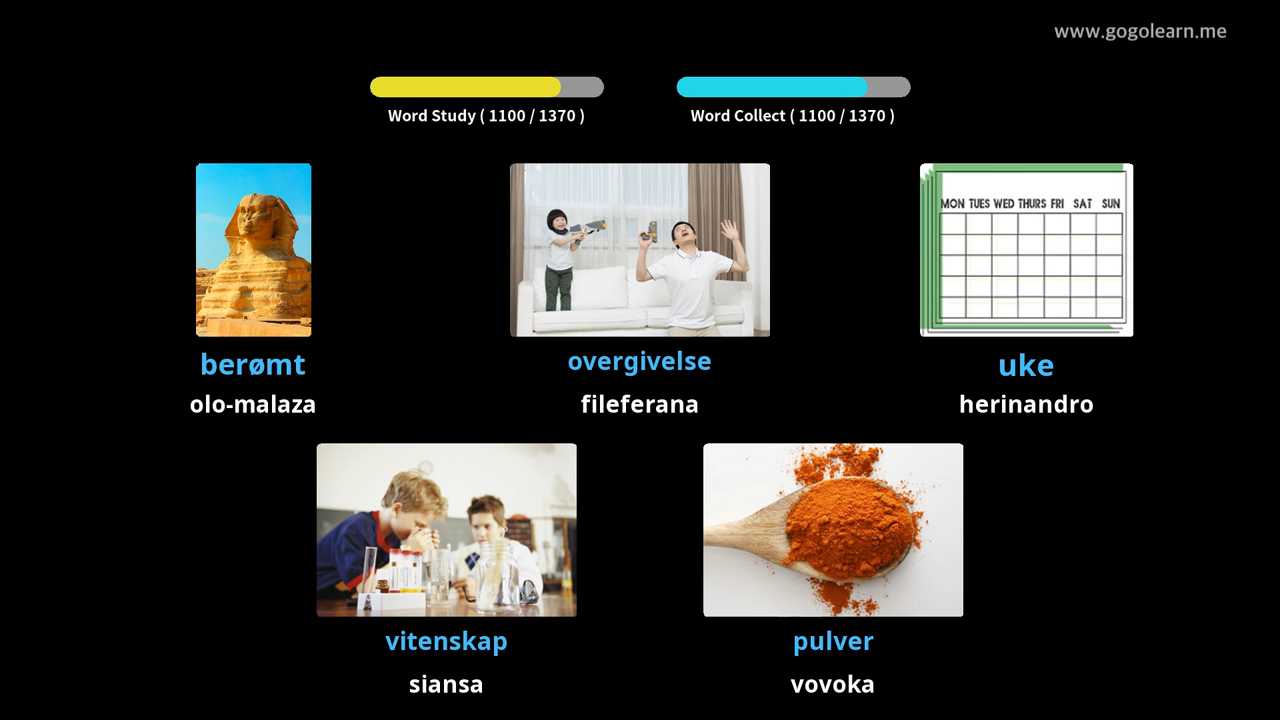 www.gogolearn.me
Word Study ( 1100 / 1370 )
Word Collect ( 1100 / 1370 )
MON TUES WED THURS FRI SAT SUN
berømt
overgivelse
uke
olo-malaza
fileferana
herinandro
vitenskap
pulver
siansa
vovoka